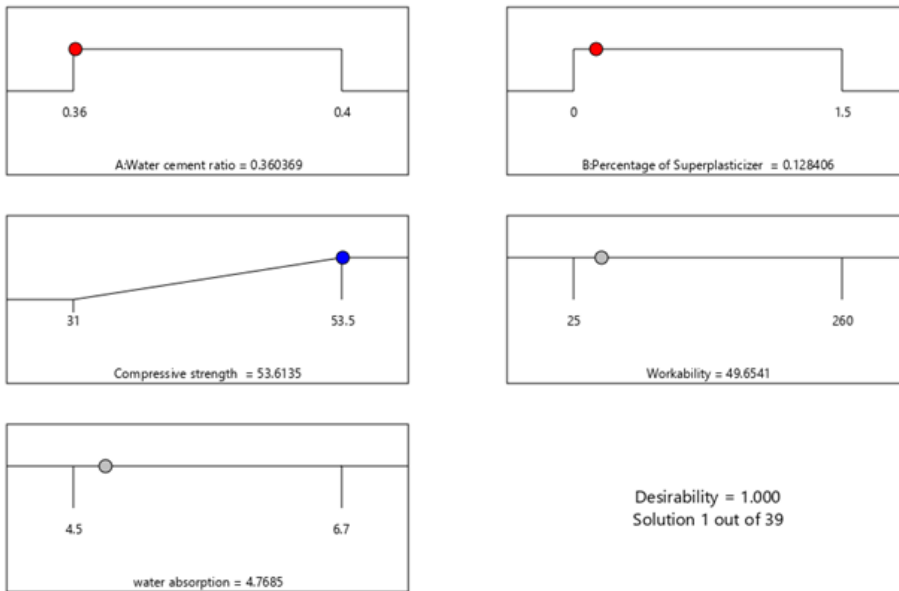 0.36 0.4
A:Water cement ratio = 0.360369
0 1.5
B:Percentage of Superplasticizer = 0.128406
31 53.5
Compressive strength = 53.6135
25 260
Workability = 49.6541
4.5 6.7
water absorption = 4.7685
Desirability = 1.000
Solution 1 out of 39